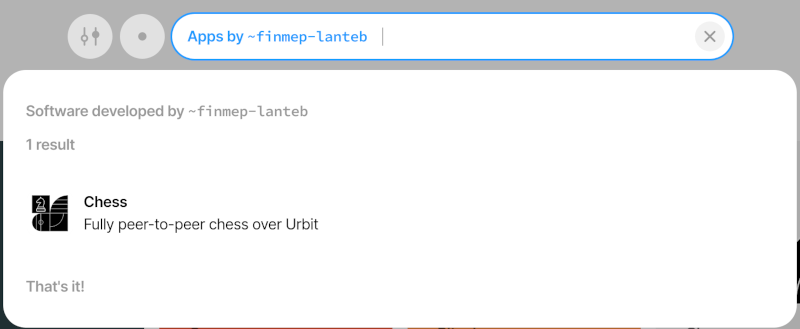 Apps by ~finmep-lanteb
Software developed by ~finmep-lanteb
1 result
Chess
Fully peer-to-peer chess over Urbit
That's it!